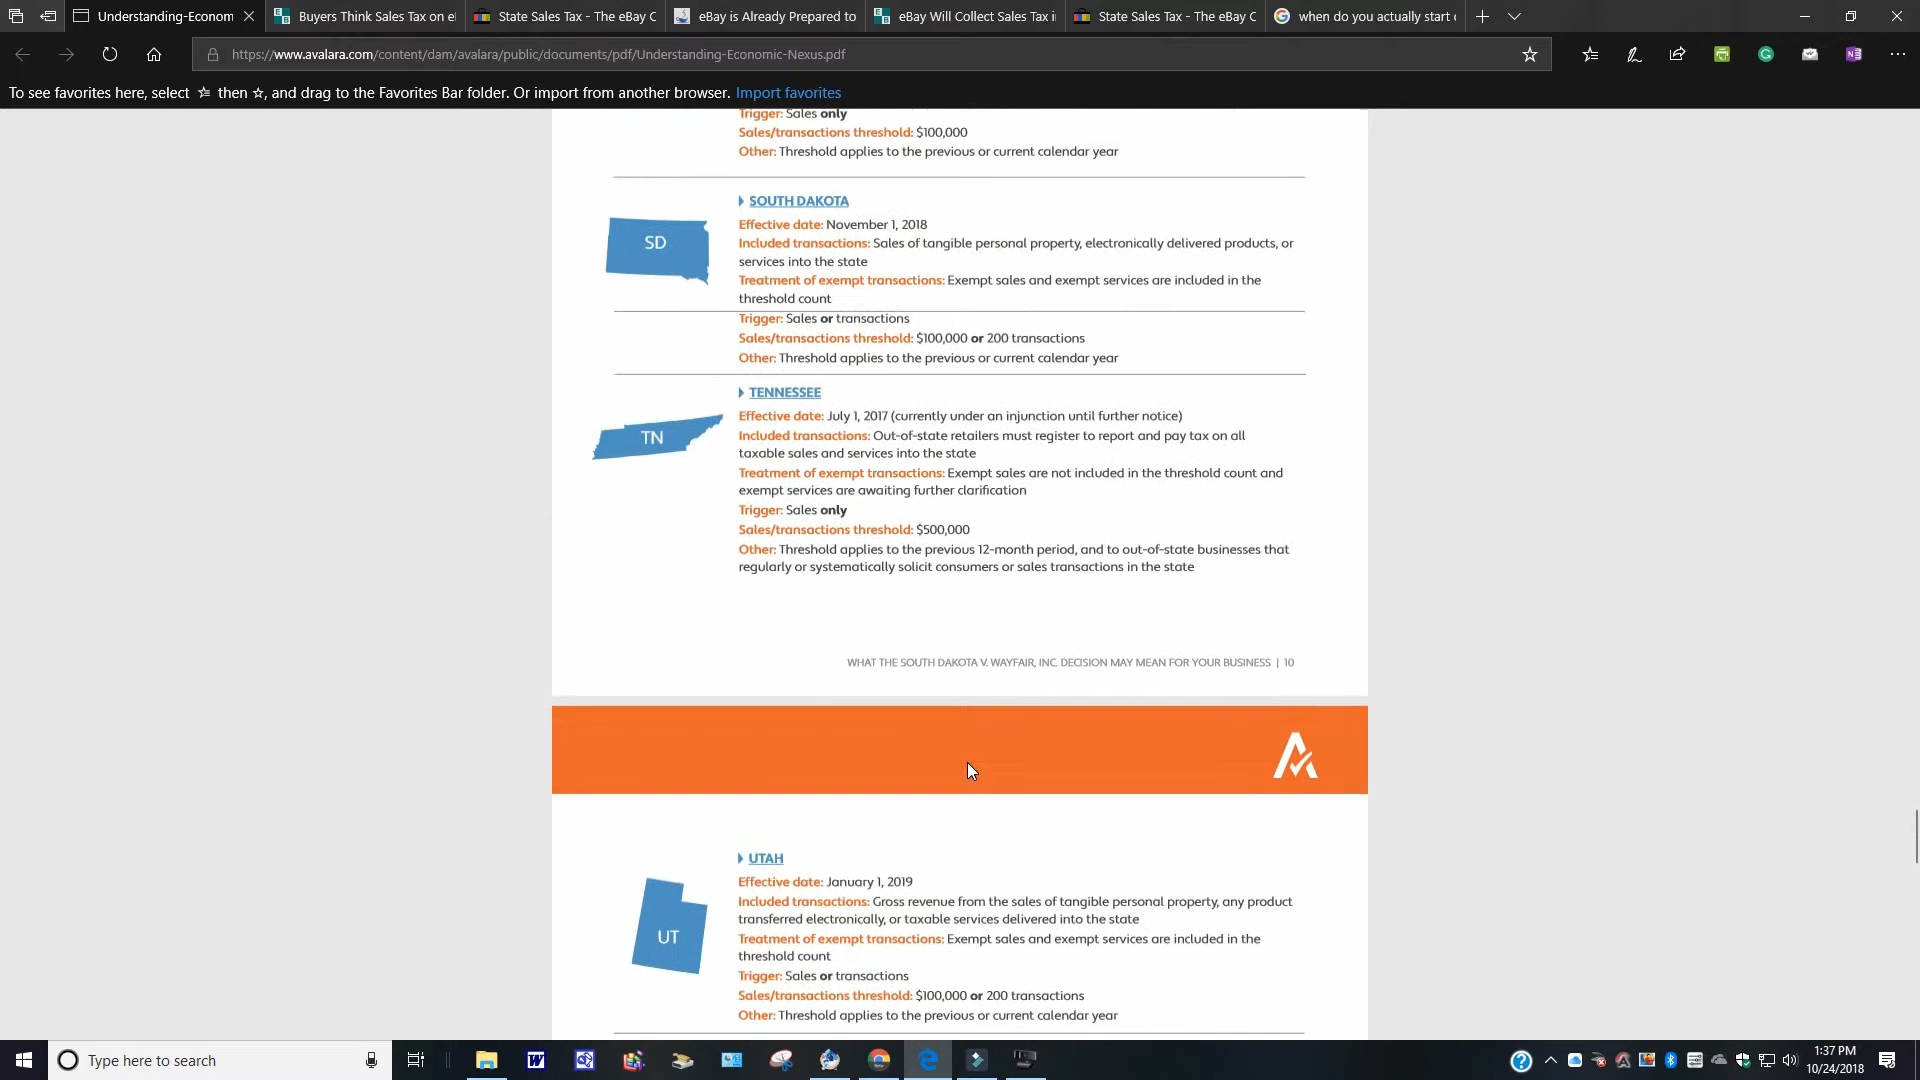 Understanding-Econom
Buyers Think Sales Tax on e
State Sales Tax - The eBay C
eBay is Already Prepared to
eBay Will Collect Sales Tax i
State Sales Tax - The eBay C
when do you actually start c
https://www.avalara.com/content/dam/avalara/public/documents/pdf/Understanding-Economic-Nexus.pdf
To see favorites here, select then ☆, and drag to the Favorites Bar folder. Or import from another browser. Import favorites
Trigger: Sales only
Sales/transactions threshold: $100,000
Other: Threshold applies to the previous or current calendar year
SOUTH DAKOTA
SD
Effective date: November 1, 2018
Included transactions: Sales of tangible personal property, electronically delivered products, or
services into the state
Treatment of exempt transactions: Exempt sales and exempt services are included in the
threshold count
Trigger: Sales or transactions
Sales/transactions threshold: $100,000 or 200 transactions
Other: Threshold applies to the previous or current calendar year
TENNESSEE
TN
Effective date: July 1, 2017 (currently under an injunction until further notice)
Included transactions: Out-of-state retailers must register to report and pay tax on all
taxable sales and services into the state
Treatment of exempt transactions: Exempt sales are not included in the threshold count and
exempt services are awaiting further clarification
Trigger: Sales only
Sales/transactions threshold: $500,000
Other: Threshold applies to the previous 12-month period, and to out-of-state businesses that
regularly or systematically solicit consumers or sales transactions in the state
WHAT THE SOUTH DAKOTA V. WAYFAIR, INC. DECISION MAY MEAN FOR YOUR BUSINESS | 10
UTAH
UT
Effective date: January 1, 2019
Included transactions: Gross revenue from the sales of tangible personal property, any product
transferred electronically, or taxable services delivered into the state
Treatment of exempt transactions: Exempt sales and exempt services are included in the
threshold count
Trigger: Sales or transactions
Sales/transactions threshold: $100,000 or 200 transactions
Other: Threshold applies to the previous or current calendar year
Type here to search
1:37 PM
10/24/2018